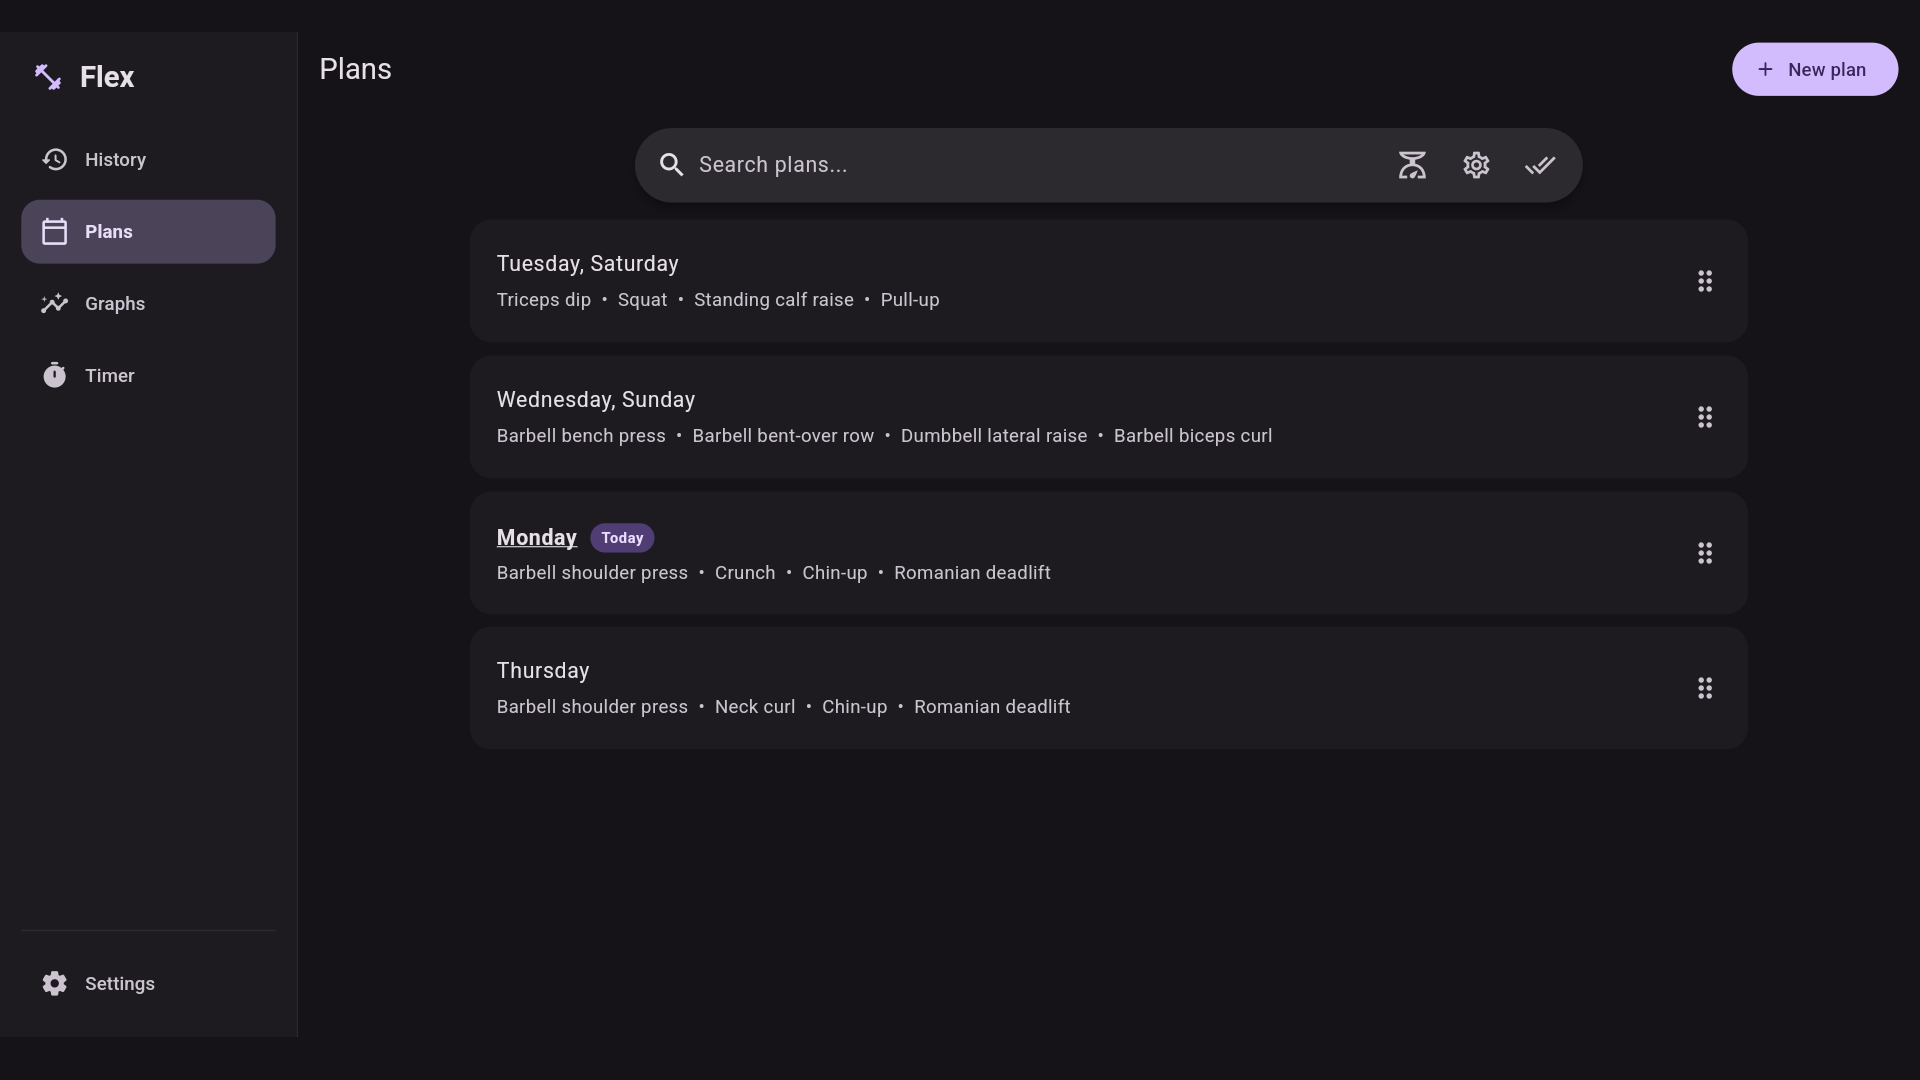 Flex
History
Plans
Graphs
Timer
Settings
Plans
New plan
Search plans...
Tuesday, Saturday
Triceps dip • Squat • Standing calf raise • Pull-up
Wednesday, Sunday
Barbell bench press • Barbell bent-over row • Dumbbell lateral raise • Barbell biceps curl
Monday Today
Barbell shoulder press • Crunch • Chin-up • Romanian deadlift
Thursday
Barbell shoulder press • Neck curl • Chin-up • Romanian deadlift